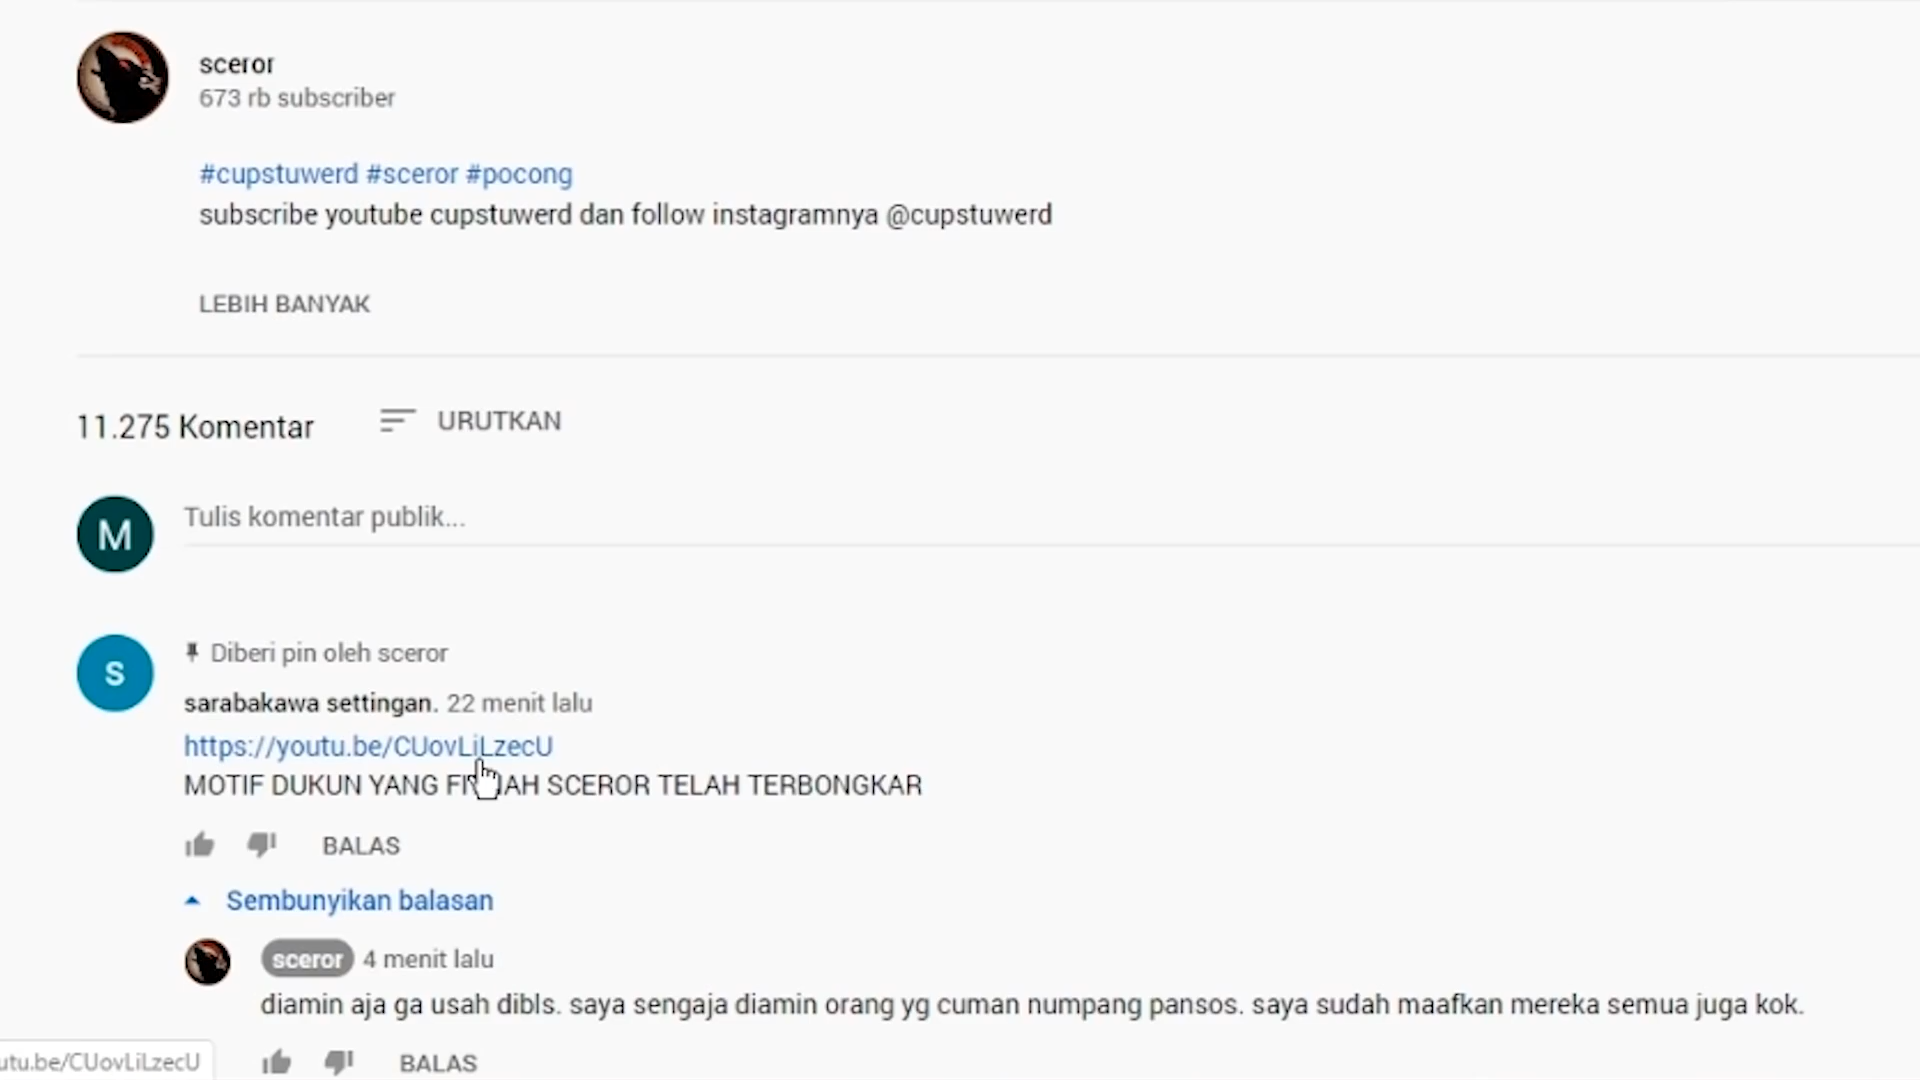 sceror
673 rb subscriber
#cupstuwerd #sceror #pocong
subscribe youtube cupstuwerd dan follow instagramnya @cupstuwerd
LEBIH BANYAK
11.275 Komentar
URUTKAN
M
Tulis komentar publik...
S
Diberi pin oleh sceror
sarabakawa settingan. 22 menit lalu
https://youtu.be/CUovLiLzecU
MOTIF DUKUN YANG FITNAH SCEROR TELAH TERBONGKAR
BALAS
Sembunyikan balasan
sceror 4 menit lalu
diamin aja ga usah dibls. saya sengaja diamin orang yg cuman numpang pansos. saya sudah maafkan mereka semua juga kok.
utu.be/CUovLiLzecU
BALAS